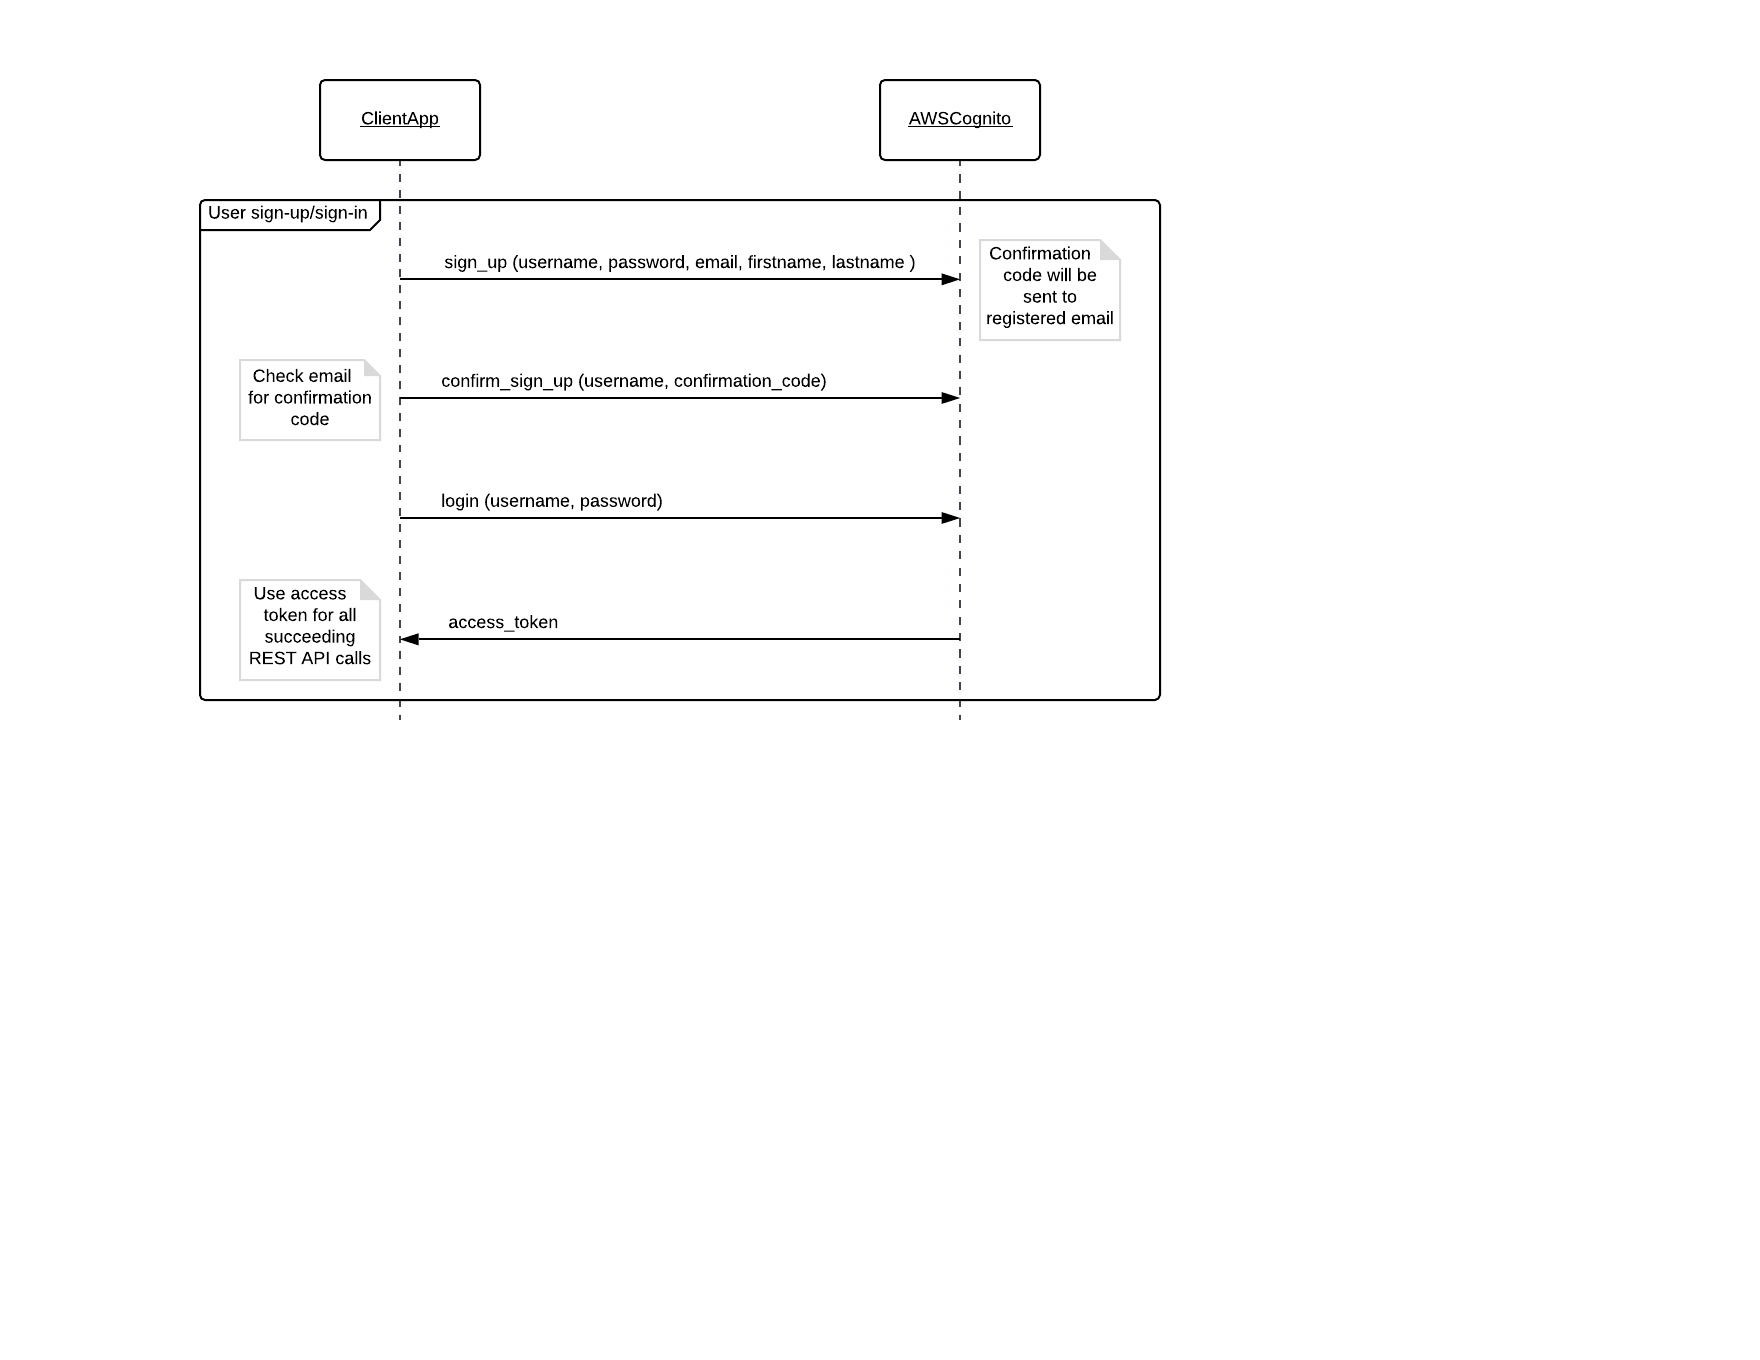 ClientApp
AWSCognito
User sign-up/sign-in
sign_up (username, password, email, firstname, lastname )
Confirmation
code will be
sent to
registered email
Check email
for confirmation
code
confirm_sign_up (username, confirmation_code)
login (username, password)
Use access
token for all
succeeding
REST API calls
access_token